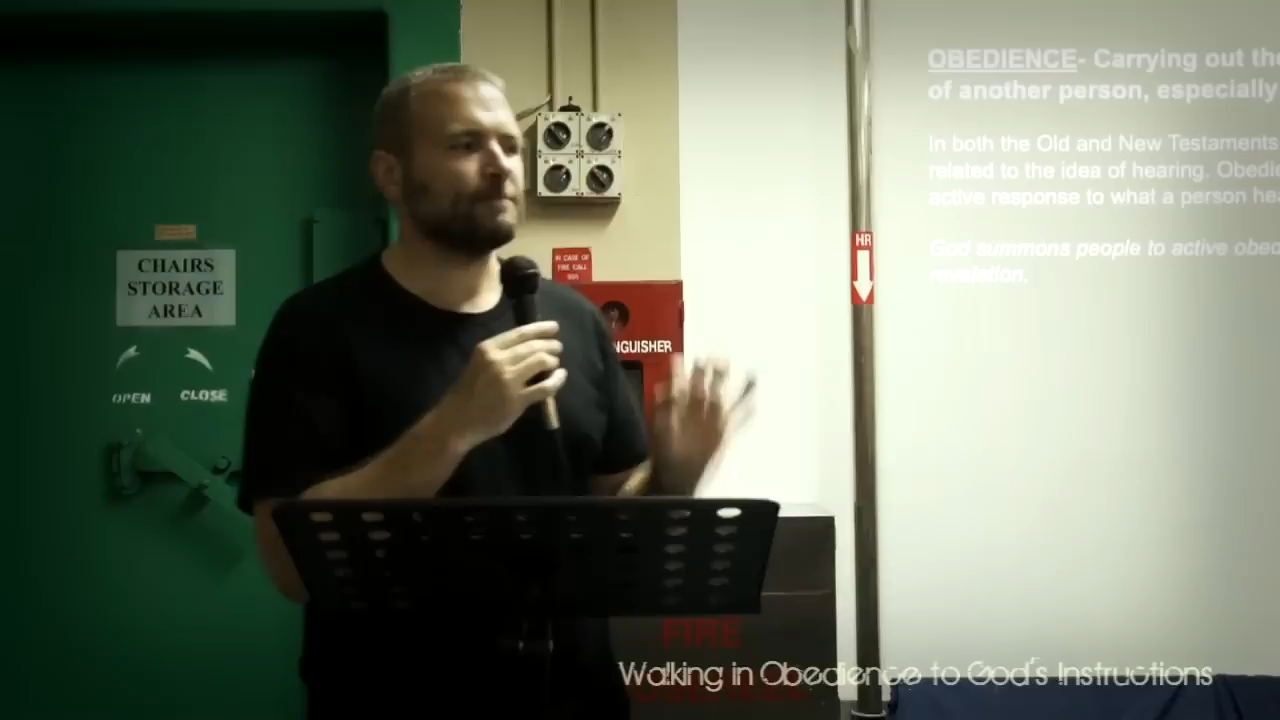 CHAIRS
STORAGE
AREA
OPEN
CLOSE
IN CASE OF
FIRE CALL
NGUISHER
HR
OBEDIENCE- Carrying out the
of another person, especially
In both the Old and New Testaments
related to the idea of hearing. Obedie
active response to what a person hea
God summons people to active obed
revelation.
FIRE
Walking in Obedience to God's Instructions